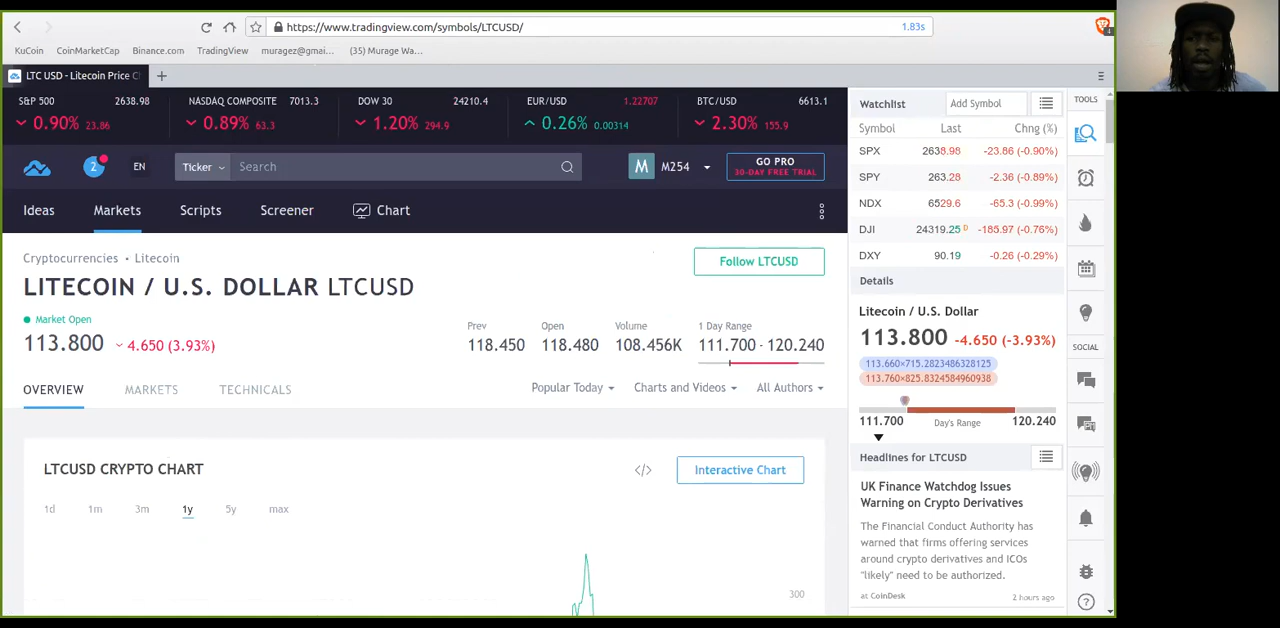 https://www.tradingview.com/symbols/LTCUSD/ 1.83s
4
KuCoin CoinMarketCap Binance.com TradingView muragez@gmai... (35) Murage Wa...
LTC USD - Litecoin Price C
S&P 500 2638.98
0.90% 23.86
NASDAQ COMPOSITE 7013.3
0.89% 63.3
DOW 30 24210.4
1.20% 294.9
EUR/USD 1.22707
0.26% 0.00314
BTC/USD 6613.1
2.30% 155.9
2 EN Ticker Search M M254 GO PRO
30-DAY FREE TRIAL
Ideas Markets Scripts Screener Chart
Cryptocurrencies • Litecoin
LITECOIN / U.S. DOLLAR LTCUSD
Follow LTCUSD
Market Open
113.800 4.650 (3.93%)
Prev Open Volume 1 Day Range
118.450 118.480 108.456K 111.700 - 120.240
OVERVIEW MARKETS TECHNICALS
Popular Today Charts and Videos All Authors
LTCUSD CRYPTO CHART
</> Interactive Chart
1d 1m 3m 1y 5y max
300
Watchlist Add Symbol
Symbol Last Chng (%)
SPX 2638.98 -23.86 (-0.90%)
SPY 263.28 -2.36 (-0.89%)
NDX 6529.6 -65.3 (-0.99%)
DJI 24319.25 D -185.97 (-0.76%)
DXY 90.19 -0.26 (-0.29%)
Details
Litecoin / U.S. Dollar
113.800 -4.650 (-3.93%)
113.660×715.2823486328125
113.760×825.8324584960938
111.700 Day's Range 120.240
Headlines for LTCUSD
UK Finance Watchdog Issues
Warning on Crypto Derivatives
The Financial Conduct Authority has
warned that firms offering services
around crypto derivatives and ICOs
"likely" need to be authorized.
at CoinDesk 2 hours ago
TOOLS
SOCIAL
?